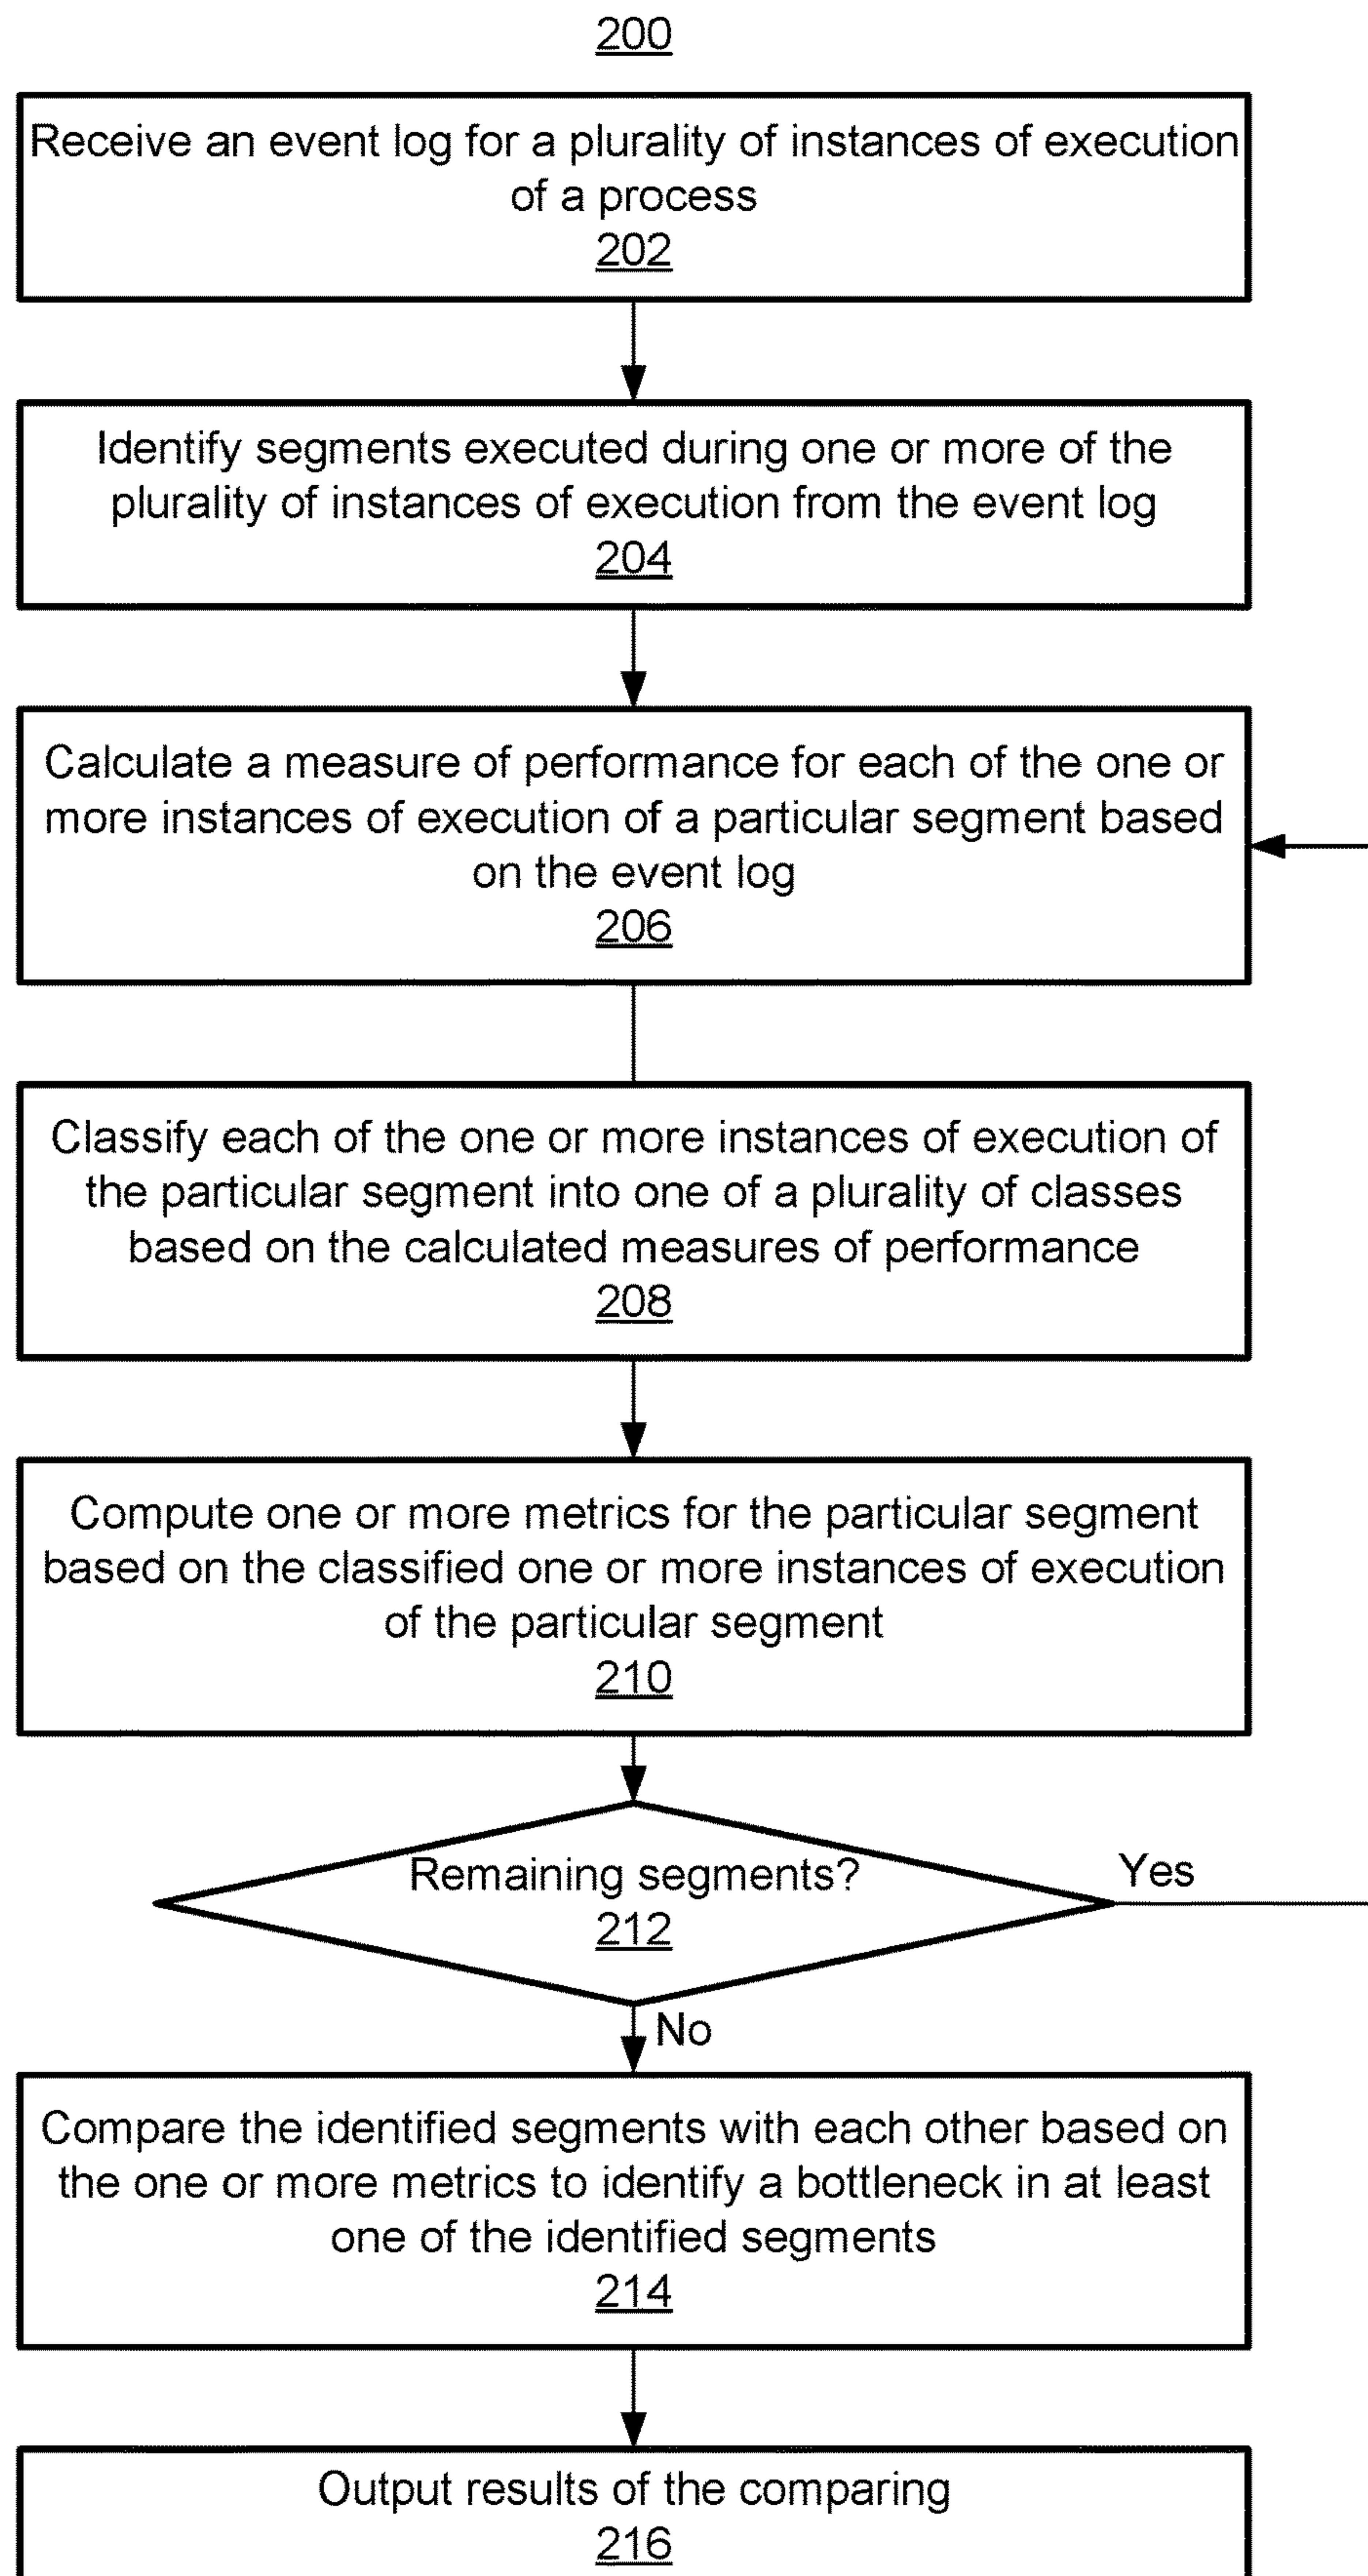 200
Receive an event log for a plurality of instances of execution
of a process
202
Identify segments executed during one or more of the
plurality of instances of execution from the event log
204
Calculate a measure of performance for each of the one or
more instances of execution of a particular segment based
on the event log
206
Classify each of the one or more instances of execution of
the particular segment into one of a plurality of classes
based on the calculated measures of performance
208
Compute one or more metrics for the particular segment
based on the classified one or more instances of execution
of the particular segment
210
Remaining segments?
212
Yes
No
Compare the identified segments with each other based on
the one or more metrics to identify a bottleneck in at least
one of the identified segments
214
Output results of the comparing
216